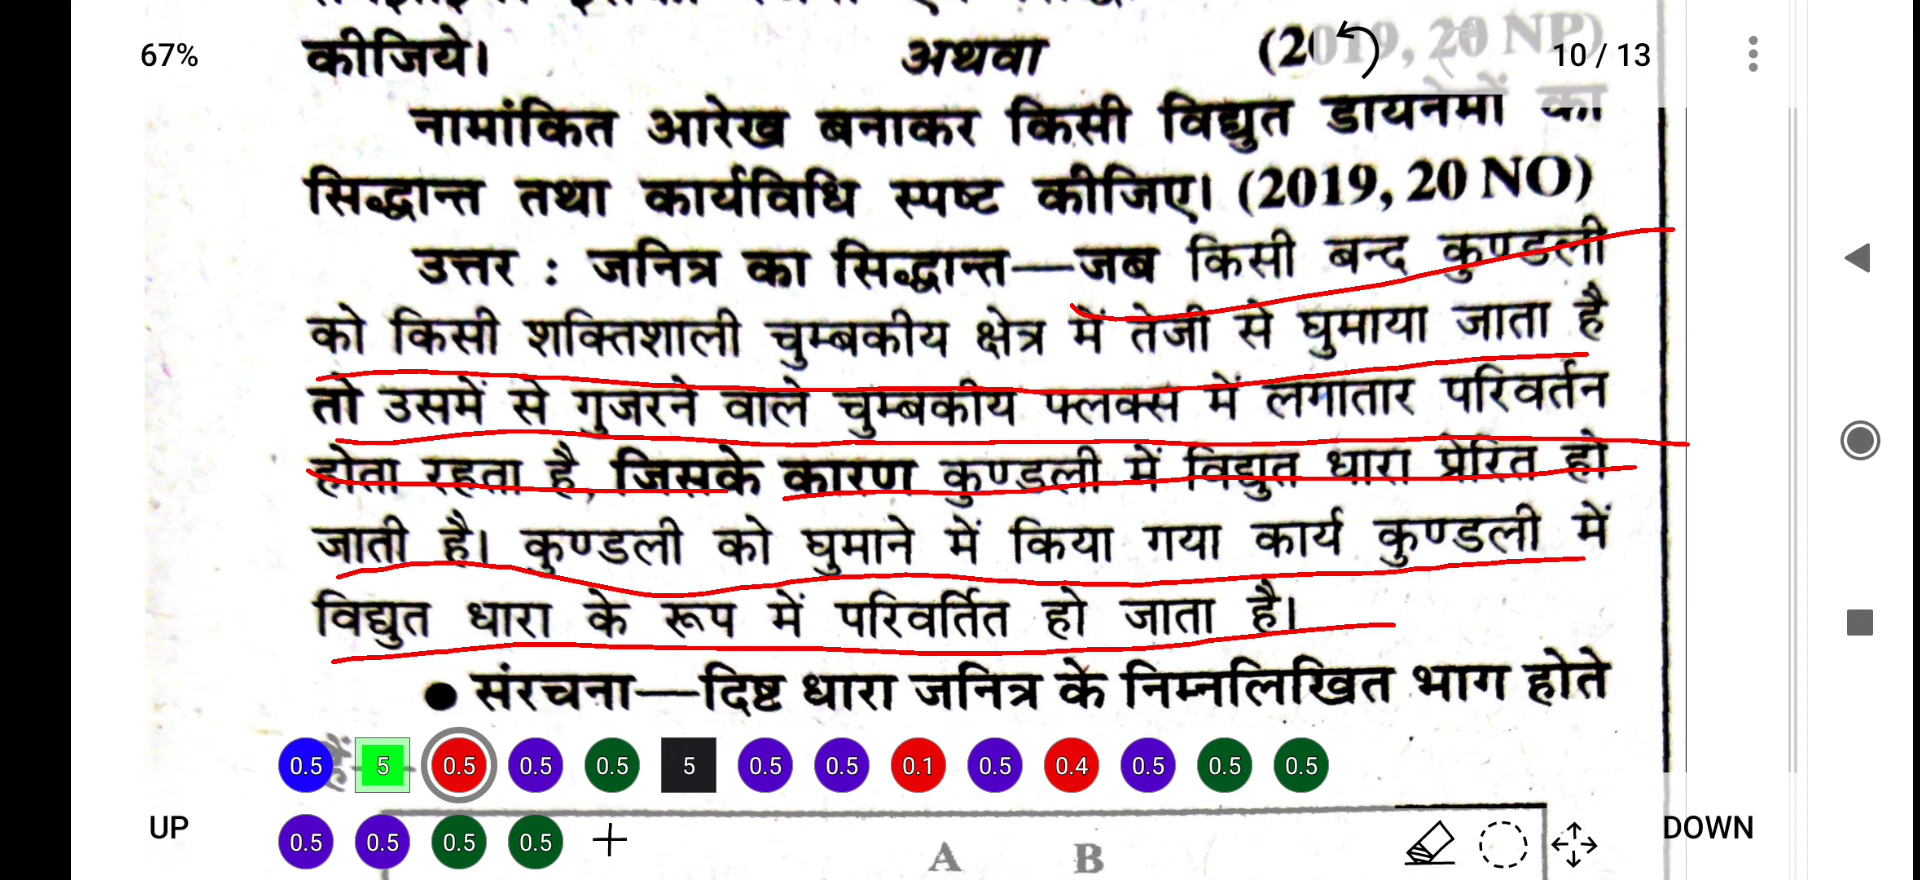 67%
कीजिये। अथवा (2019, 20 NP)
10 / 13
नामांकित आरेख बनाकर किसी विद्युत डायनेमो का
सिद्धान्त तथा कार्यविधि स्पष्ट कीजिए। (2019, 20 NO)
उत्तर : जनित्र का सिद्धान्त—जब किसी बन्द कुण्डली
को किसी शक्तिशाली चुम्बकीय क्षेत्र में तेजी से घुमाया जाता है
तो उसमें से गुजरने वाले चुम्बकीय फ्लक्स में लगातार परिवर्तन
होता रहता है, जिसके कारण कुण्डली में विद्युत धारा प्रेरित हो
जाती है। कुण्डली को घुमाने में किया गया कार्य कुण्डली में
विद्युत धारा के रूप में परिवर्तित हो जाता है।
● संरचना—दिष्ट धारा जनित्र के निम्नलिखित भाग होते
0.5 5 0.5 0.5 0.5 5 0.5 0.5 0.1 0.5 0.4 0.5 0.5 0.5
UP 0.5 0.5 0.5 0.5 + DOWN
A B